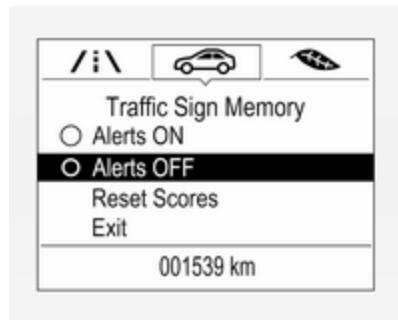 Traffic Sign Memory
Alerts ON
Alerts OFF
Reset Scores
Exit
001539 km